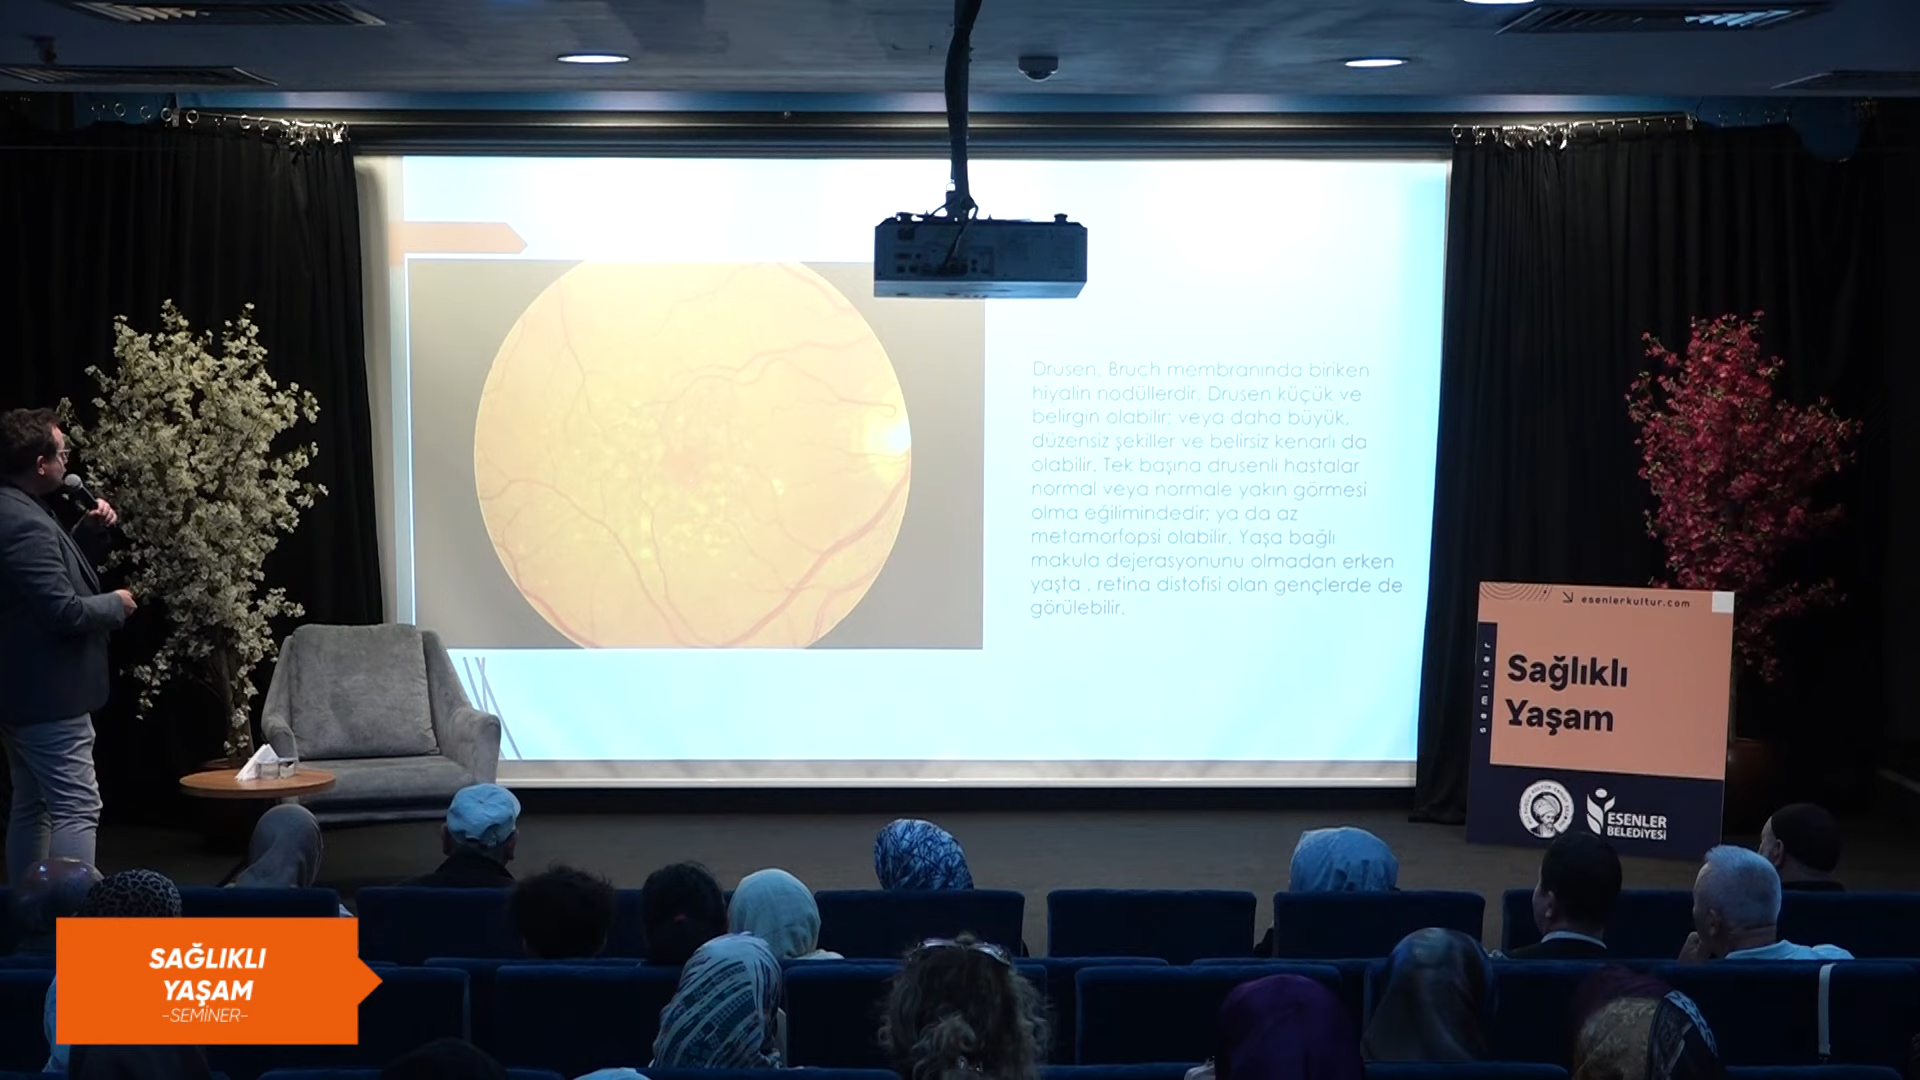 Drusen, Bruch membranında biriken
hiyalin nodüllerdir. Drusen küçük ve
belirgin olabilir; veya daha büyük,
düzensiz şekiller ve belirsiz kenarlı da
olabilir. Tek başına drusenli hastalar
normal veya normale yakın görmesi
olma eğilimindedir; ya da az
metamorfopsi olabilir. Yaşa bağlı
makula dejerasyonunu olmadan erken
yaşta , retina distofisi olan gençlerde de
görülebilir.
esenlerkultur.com
seminer
Sağlıklı
Yaşam
ESENLER
BELEDİYESİ
SAĞLIKLI
YAŞAM
-SEMİNER-